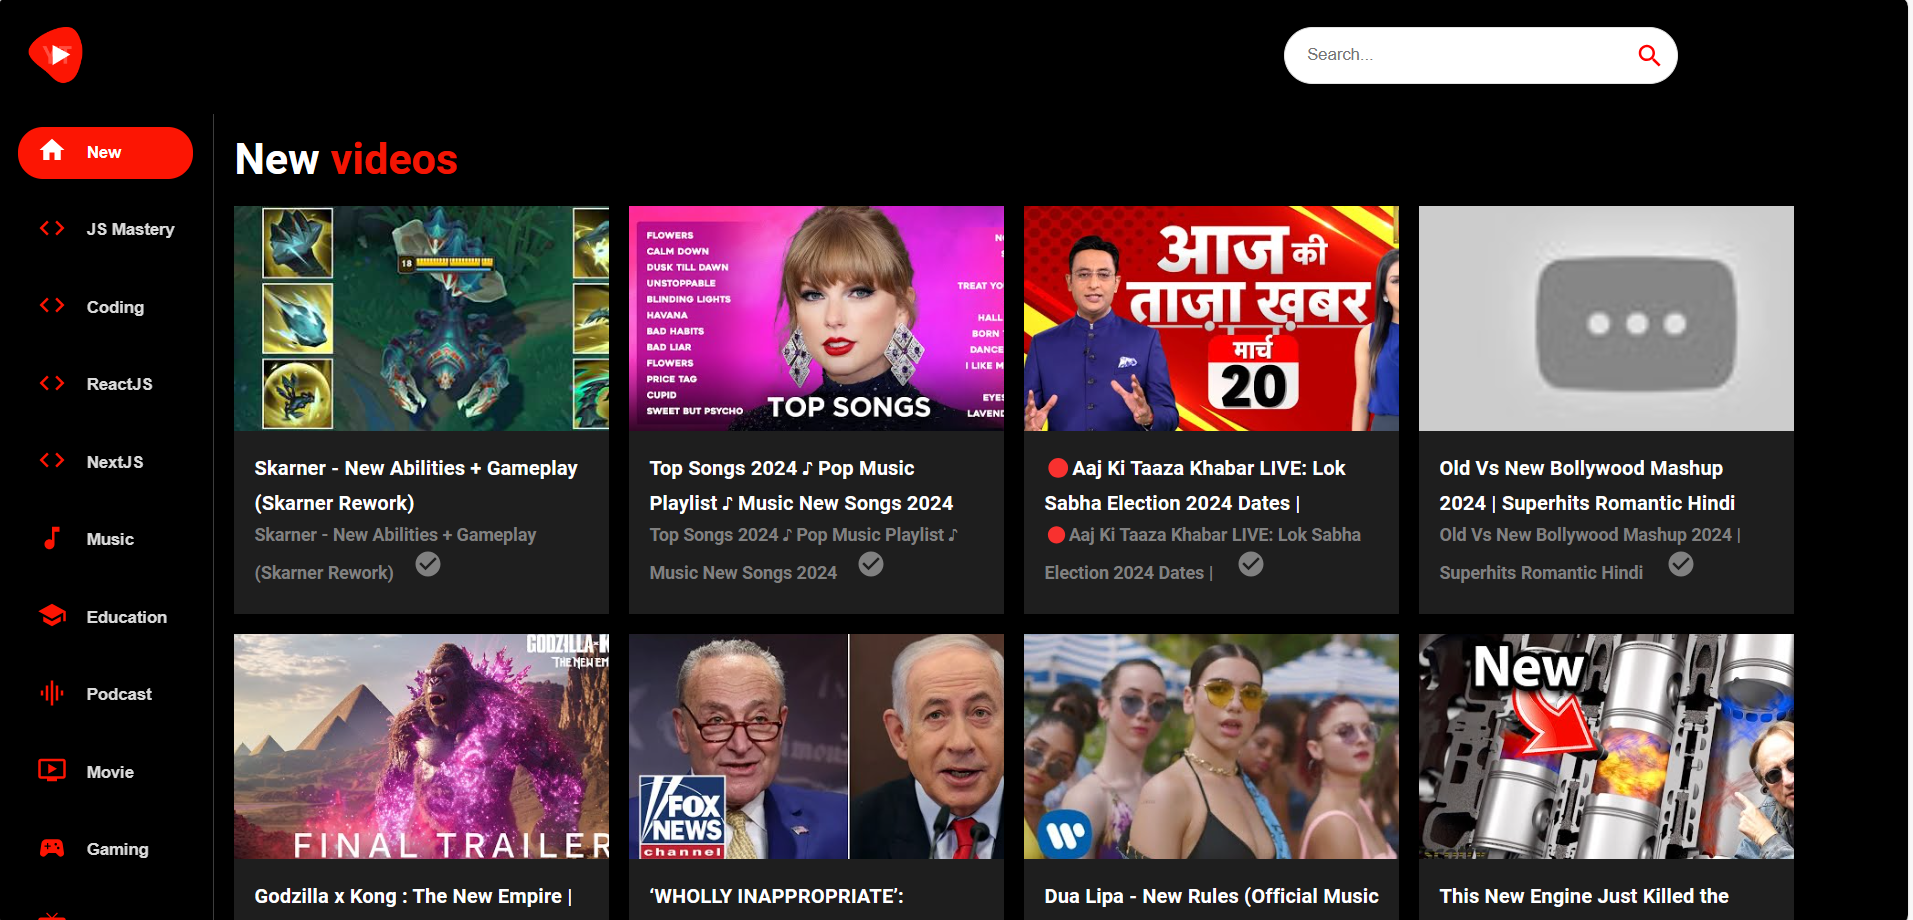 YT
Search...
New
JS Mastery
Coding
ReactJS
NextJS
Music
Education
Podcast
Movie
Gaming
New videos
18
Skarner - New Abilities + Gameplay
(Skarner Rework)
Skarner - New Abilities + Gameplay
(Skarner Rework)
FLOWERS
CALM DOWN
DUSK TILL DAWN
UNSTOPPABLE
BLINDING LIGHTS
HAVANA
BAD HABITS
BAD LIAR
FLOWERS
PRICE TAG
CUPID
SWEET BUT PSYCHO
TREAT YO
HALL
BORN
DANCE
I LIKE M
EYES
LAVEND
TOP SONGS
Top Songs 2024 ♪ Pop Music
Playlist ♪ Music New Songs 2024
Top Songs 2024 ♪ Pop Music Playlist ♪
Music New Songs 2024
आज की
ताज़ा ख़बर
मार्च
20
🔴Aaj Ki Taaza Khabar LIVE: Lok
Sabha Election 2024 Dates |
🔴Aaj Ki Taaza Khabar LIVE: Lok Sabha
Election 2024 Dates |
Old Vs New Bollywood Mashup
2024 | Superhits Romantic Hindi
Old Vs New Bollywood Mashup 2024 |
Superhits Romantic Hindi
GODZILLA x K
THE NEW EM
FINAL TRAILER
Godzilla x Kong : The New Empire |
FOX
NEWS
channel
‘WHOLLY INAPPROPRIATE’:
Dua Lipa - New Rules (Official Music
New
This New Engine Just Killed the